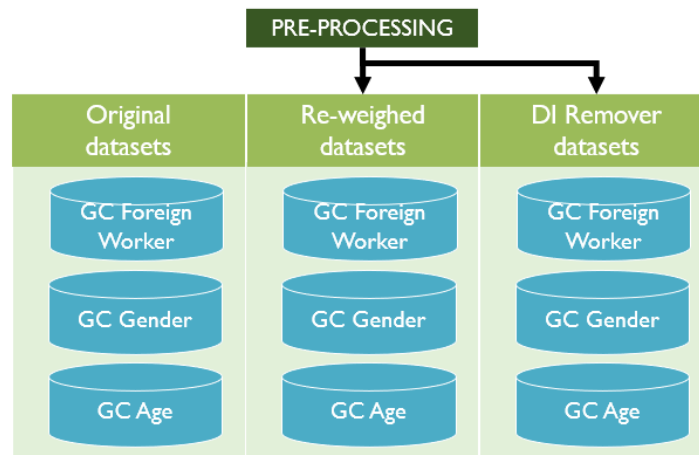 PRE-PROCESSING
Original
datasets
Re-weighed
datasets
DI Remover
datasets
GC Foreign
Worker
GC Foreign
Worker
GC Foreign
Worker
GC Gender
GC Gender
GC Gender
GC Age
GC Age
GC Age